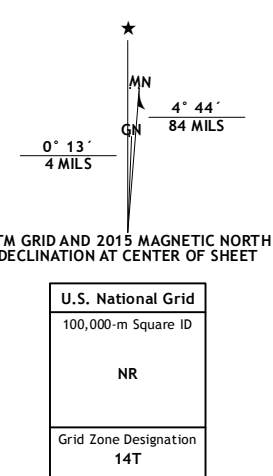 ★
MN
4° 44´
84 MILS
GN
0° 13´
4 MILS
TM GRID AND 2015 MAGNETIC NORTH
DECLINATION AT CENTER OF SHEET
U.S. National Grid
100,000-m Square ID
NR
Grid Zone Designation
14T